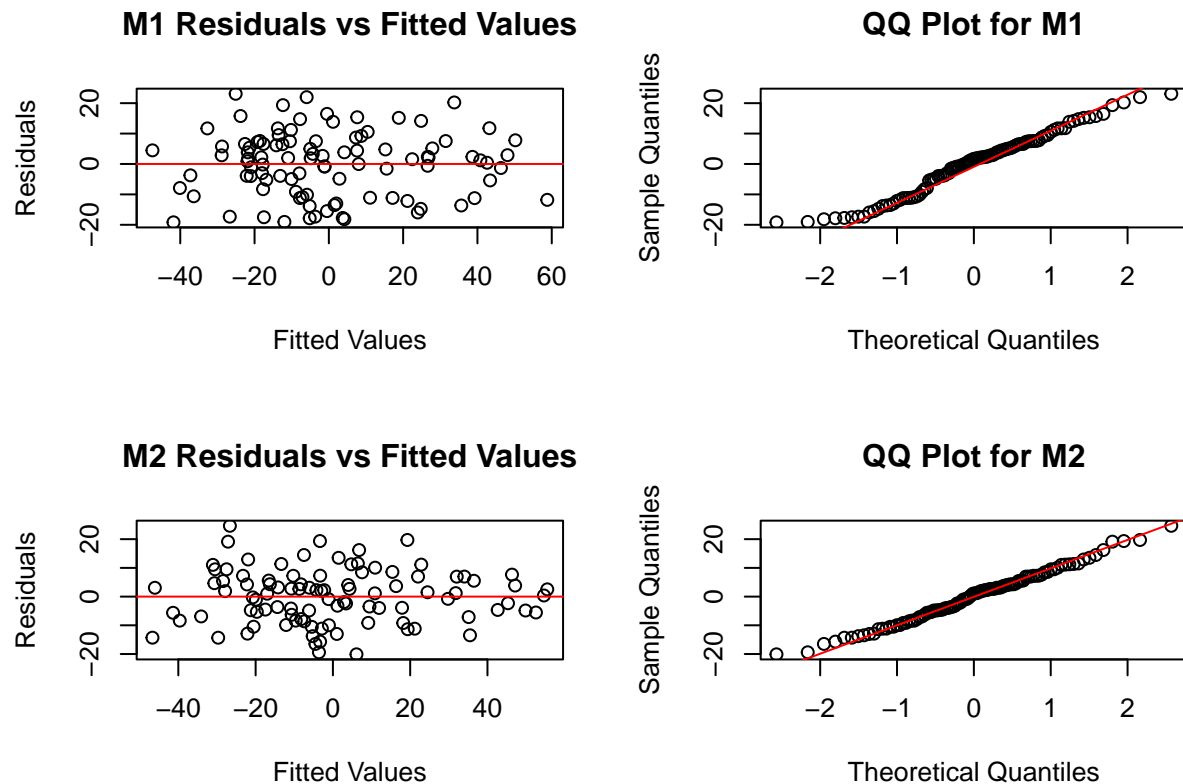 M1 Residuals vs Fitted Values
Residuals
−20 0 20
−40 −20 0 20 40 60
Fitted Values
QQ Plot for M1
Sample Quantiles
−20 0 20
−2 −1 0 1 2
Theoretical Quantiles
M2 Residuals vs Fitted Values
Residuals
−20 0 20
−40 −20 0 20 40
Fitted Values
QQ Plot for M2
Sample Quantiles
−20 0 20
−2 −1 0 1 2
Theoretical Quantiles